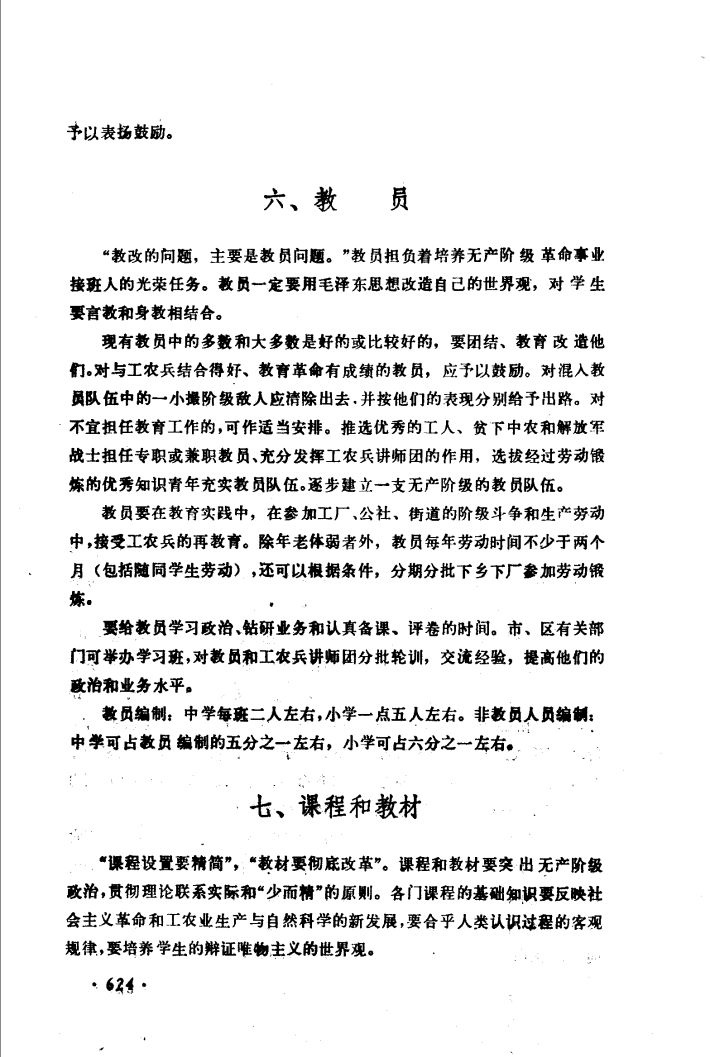 予以表扬鼓励。
六、教　　员
“教改的问题，主要是教员问题。”教员担负着培养无产阶级革命事业
接班人的光荣任务。教员一定要用毛泽东思想改造自己的世界观，对学生
要言教和身教相结合。
现有教员中的多数和大多数是好的或比较好的，要团结、教育改造他
们。对与工农兵结合得好、教育革命有成绩的教员，应予以鼓励。对混入教
员队伍中的一小撮阶级敌人应清除出去，并按他们的表现分别给予出路。对
不宜担任教育工作的，可作适当安排。推选优秀的工人、贫下中农和解放军
战士担任专职或兼职教员、充分发挥工农兵讲师团的作用，选拔经过劳动锻
炼的优秀知识青年充实教员队伍。逐步建立一支无产阶级的教员队伍。
教员要在教育实践中，在参加工厂、公社、街道的阶级斗争和生产劳动
中，接受工农兵的再教育。除年老体弱者外，教员每年劳动时间不少于两个
月（包括随同学生劳动），还可以根据条件，分期分批下乡下厂参加劳动锻
炼。
要给教员学习政治、钻研业务和认真备课、评卷的时间。市、区有关部
门可举办学习班，对教员和工农兵讲师团分批轮训，交流经验，提高他们的
政治和业务水平。
教员编制：中学每班二人左右，小学一点五人左右。非教员人员编制：
中学可占教员编制的五分之一左右，小学可占六分之一左右。
七、课程和教材
“课程设置要精简”，“教材要彻底改革”。课程和教材要突出无产阶级
政治，贯彻理论联系实际和“少而精”的原则。各门课程的基础知识要反映社
会主义革命和工农业生产与自然科学的新发展，要合乎人类认识过程的客观
规律，要培养学生的辩证唯物主义的世界观。
·624·